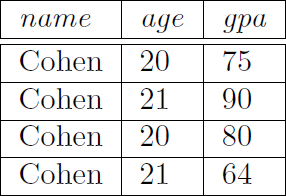 name age gpa
Cohen 20 75
Cohen 21 90
Cohen 20 80
Cohen 21 64